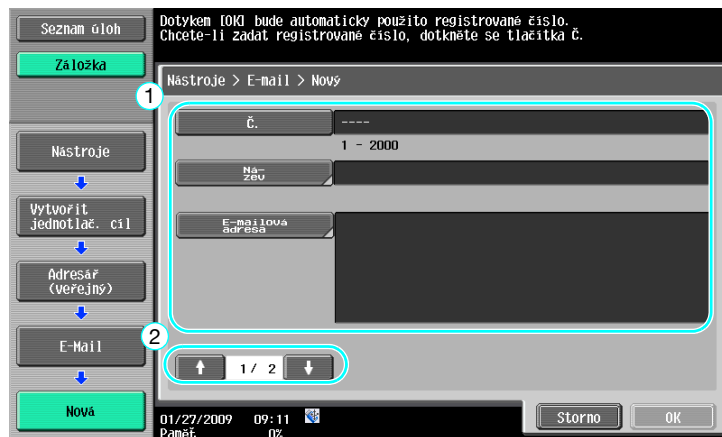 Seznam úloh
Záložka
Dotykem [OK] bude automaticky použito registrované číslo.
Chcete-li zadat registrované číslo, dotkněte se tlačítka Č.
Nástroje > E-mail > Nový
1
Č.
----
1 - 2000
Ná-
zev
E-mailová
adresa
Nástroje
Vytvořit
jednotlač. cíl
Adresář
(veřejný)
E-Mail
Nová
2
1/ 2
01/27/2009 09:11
Paměť 0%
Storno
OK